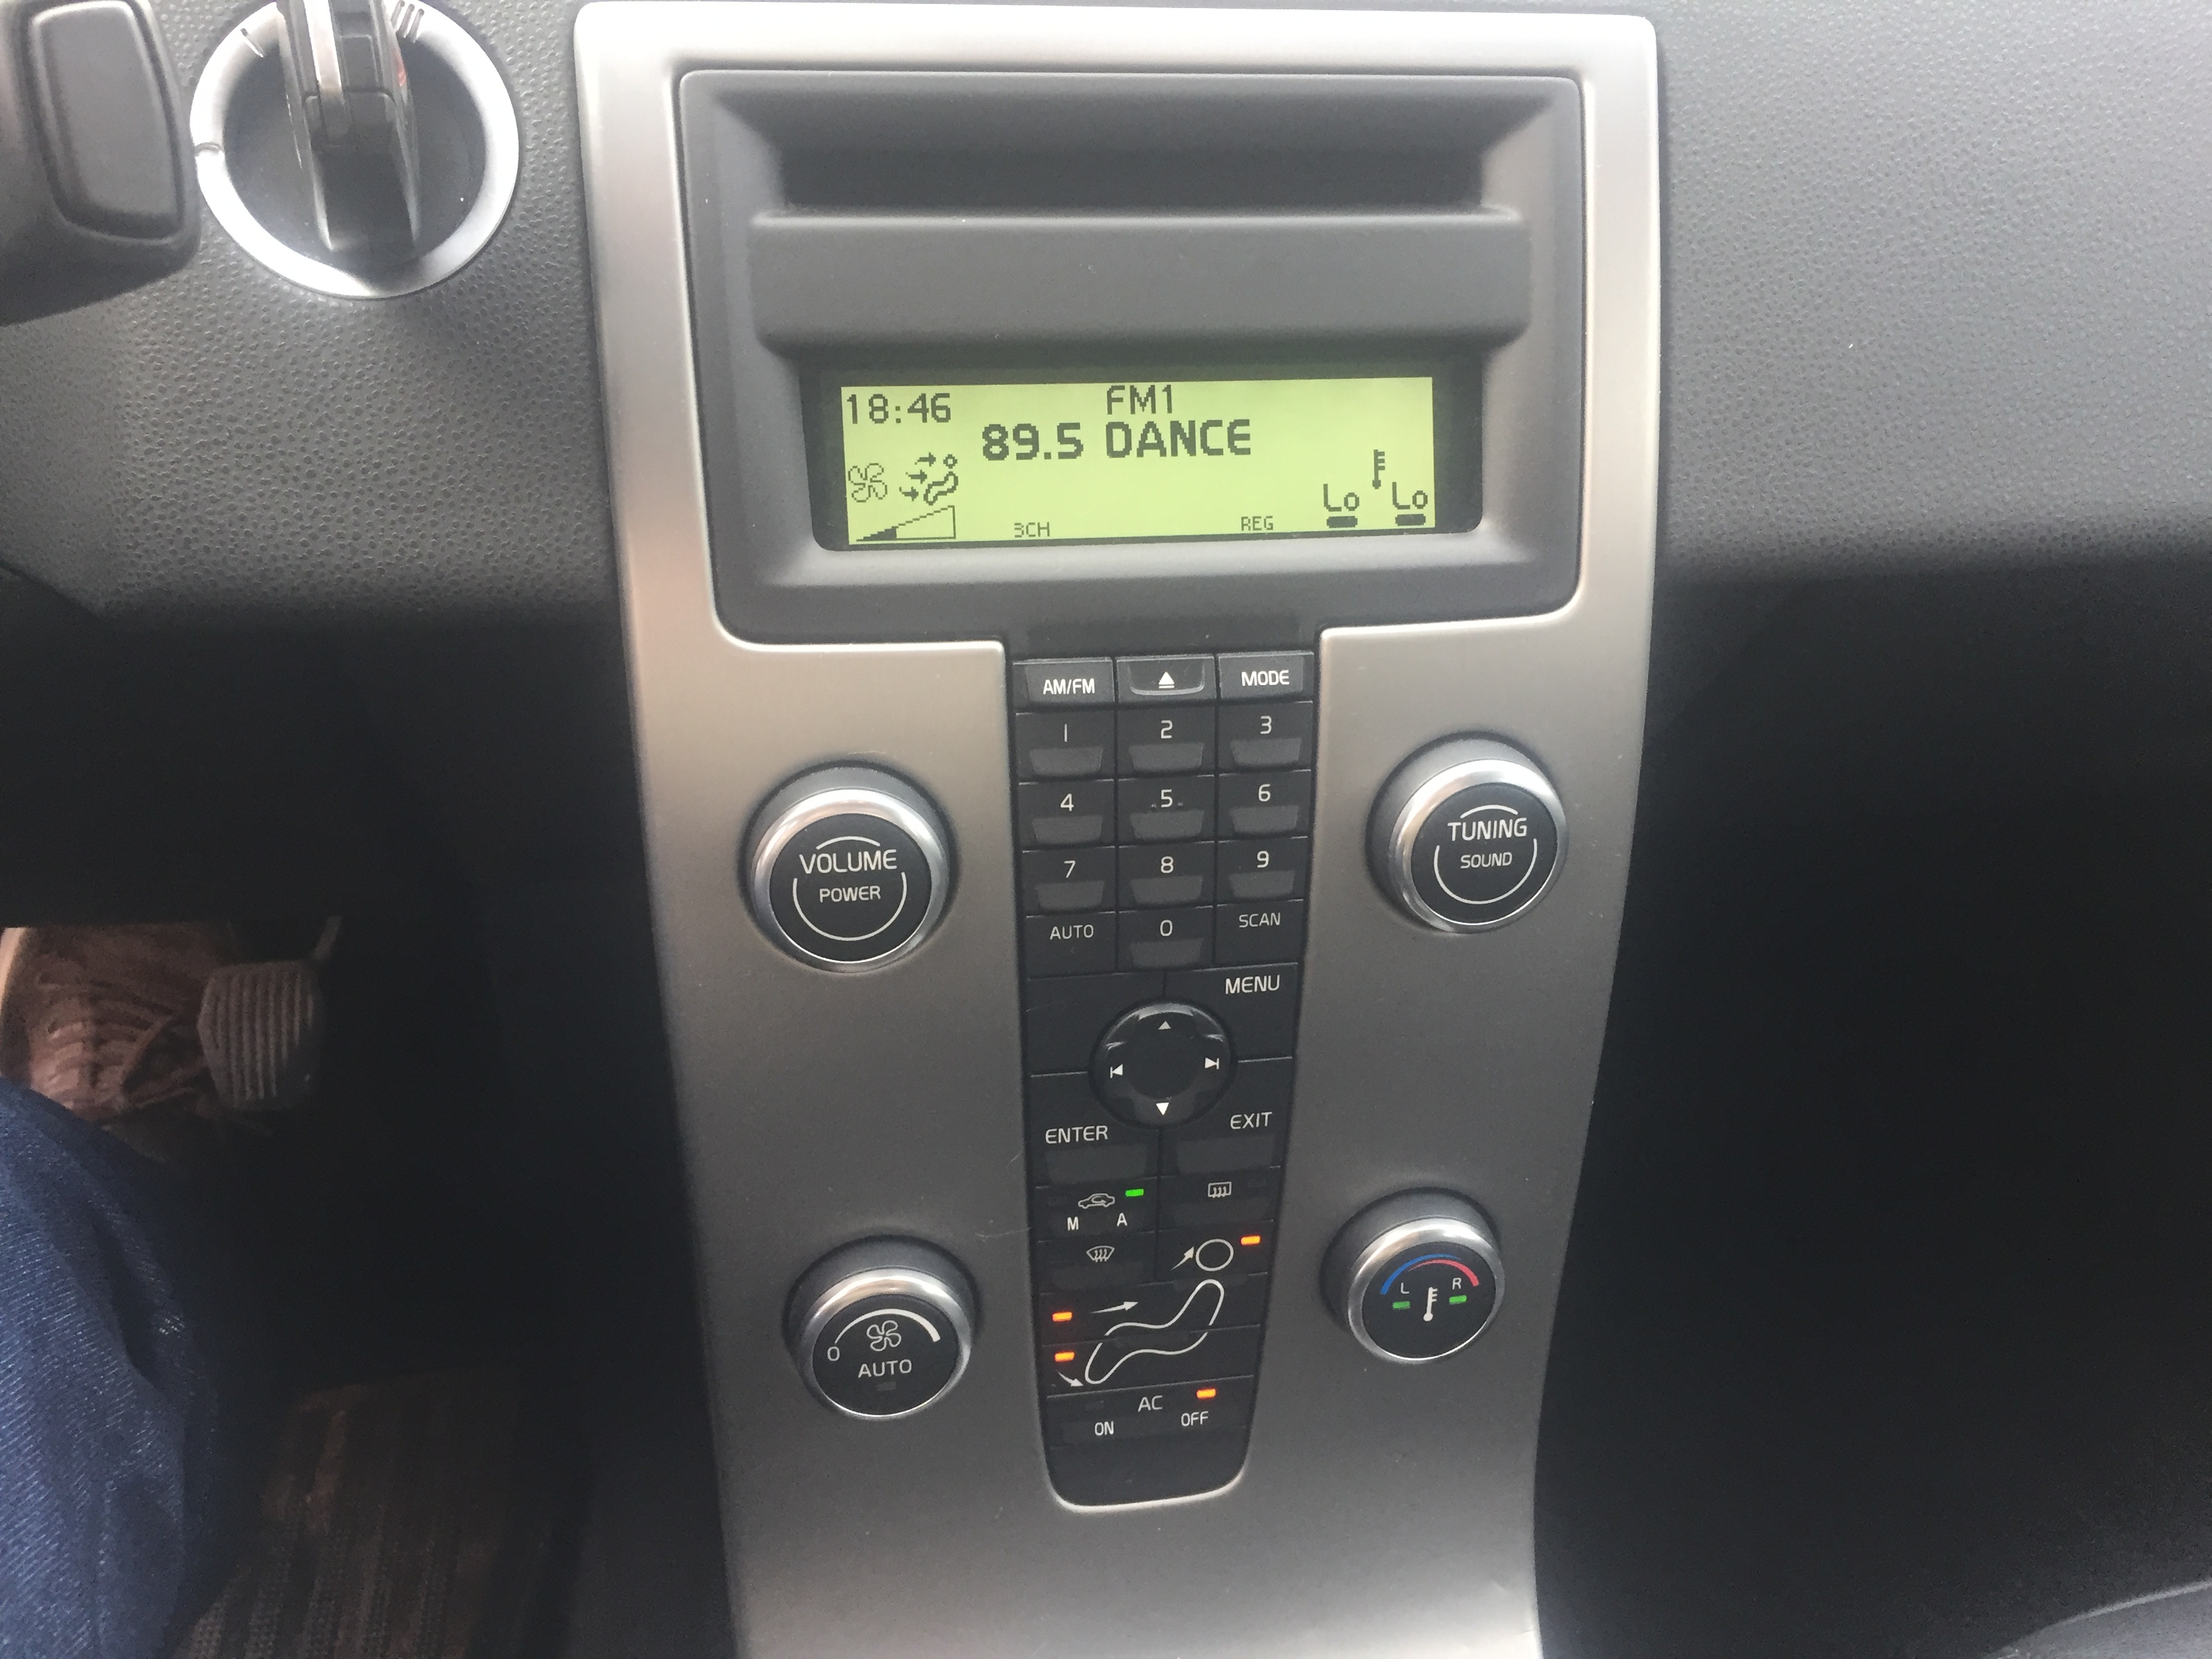 18:46
FM1
89.5 DANCE
Lo
Lo
3CH
REG
AM/FM
MODE
1
2
3
4
5
6
7
8
9
AUTO
0
SCAN
VOLUME
POWER
TUNING
SOUND
MENU
ENTER
EXIT
M
A
0
AUTO
L
R
AC
ON
OFF